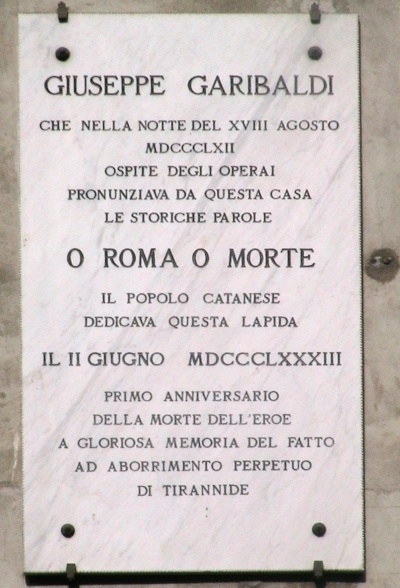 GIUSEPPE GARIBALDI
CHE NELLA NOTTE DEL XVIII AGOSTO
MDCCCLXII
OSPITE DEGLI OPERAI
PRONUNZIAVA DA QUESTA CASA
LE STORICHE PAROLE
O ROMA O MORTE
IL POPOLO CATANESE
DEDICAVA QUESTA LAPIDA
IL II GIUGNO MDCCCLXXXIII
PRIMO ANNIVERSARIO
DELLA MORTE DELL'EROE
A GLORIOSA MEMORIA DEL FATTO
AD ABORRIMENTO PERPETUO
DI TIRANNIDE